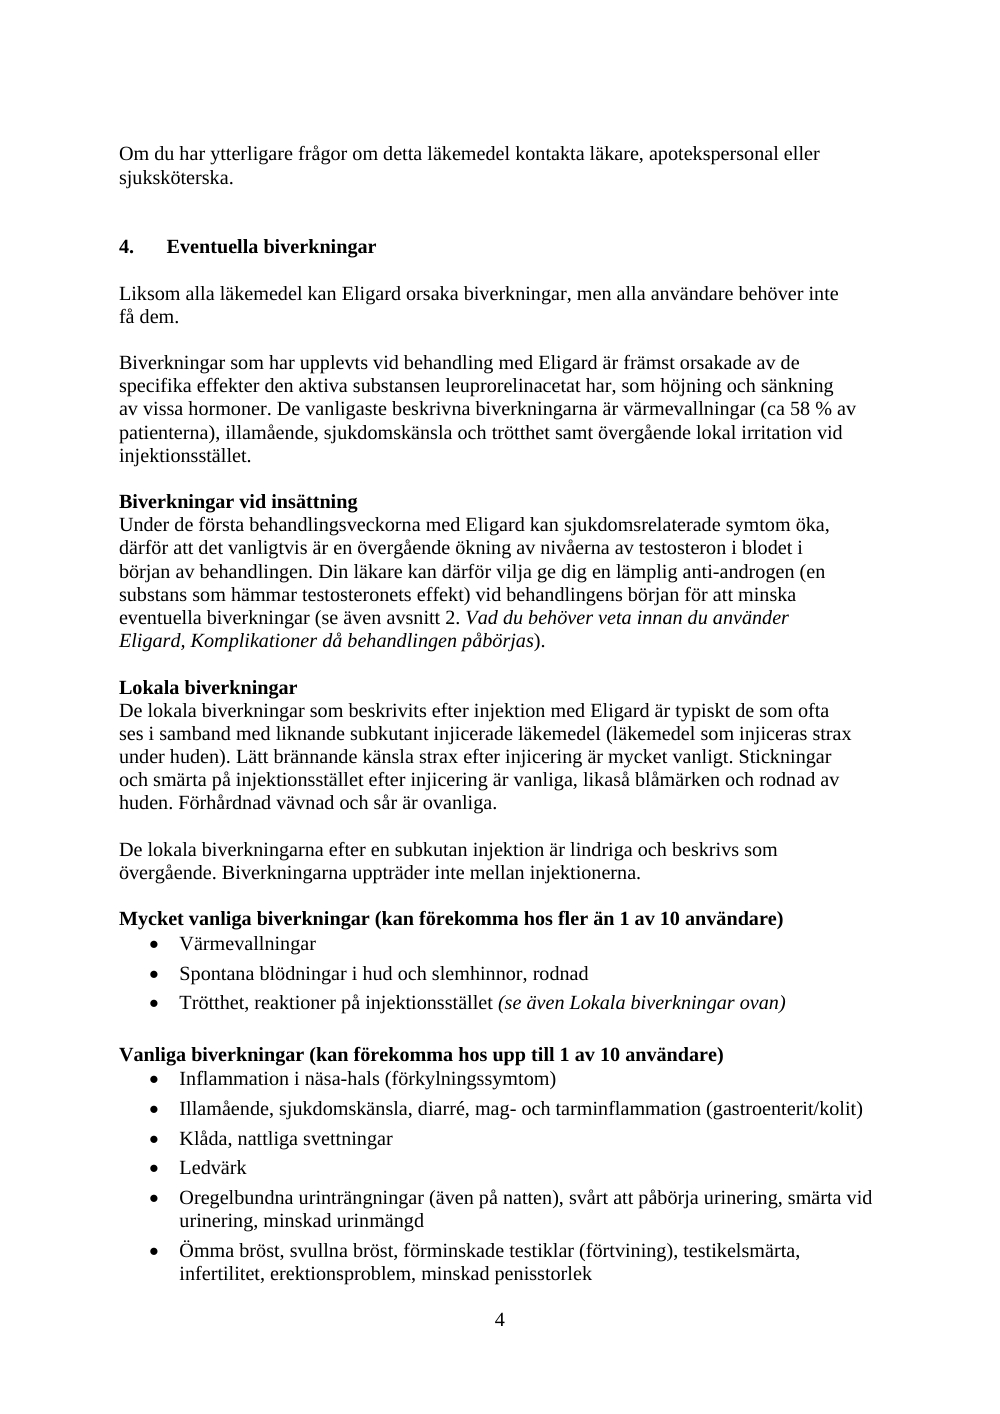 Om du har ytterligare frågor om detta läkemedel kontakta läkare, apotekspersonal eller
sjuksköterska.
4. Eventuella biverkningar
Liksom alla läkemedel kan Eligard orsaka biverkningar, men alla användare behöver inte
få dem.
Biverkningar som har upplevts vid behandling med Eligard är främst orsakade av de
specifika effekter den aktiva substansen leuprorelinacetat har, som höjning och sänkning
av vissa hormoner. De vanligaste beskrivna biverkningarna är värmevallningar (ca 58 % av
patienterna), illamående, sjukdomskänsla och trötthet samt övergående lokal irritation vid
injektionsstället.
Biverkningar vid insättning
Under de första behandlingsveckorna med Eligard kan sjukdomsrelaterade symtom öka,
därför att det vanligtvis är en övergående ökning av nivåerna av testosteron i blodet i
början av behandlingen. Din läkare kan därför vilja ge dig en lämplig anti-androgen (en
substans som hämmar testosteronets effekt) vid behandlingens början för att minska
eventuella biverkningar (se även avsnitt 2. Vad du behöver veta innan du använder
Eligard, Komplikationer då behandlingen påbörjas).
Lokala biverkningar
De lokala biverkningar som beskrivits efter injektion med Eligard är typiskt de som ofta
ses i samband med liknande subkutant injicerade läkemedel (läkemedel som injiceras strax
under huden). Lätt brännande känsla strax efter injicering är mycket vanligt. Stickningar
och smärta på injektionsstället efter injicering är vanliga, likaså blåmärken och rodnad av
huden. Förhårdnad vävnad och sår är ovanliga.
De lokala biverkningarna efter en subkutan injektion är lindriga och beskrivs som
övergående. Biverkningarna uppträder inte mellan injektionerna.
Mycket vanliga biverkningar (kan förekomma hos fler än 1 av 10 användare)
• Värmevallningar
• Spontana blödningar i hud och slemhinnor, rodnad
• Trötthet, reaktioner på injektionsstället (se även Lokala biverkningar ovan)
Vanliga biverkningar (kan förekomma hos upp till 1 av 10 användare)
• Inflammation i näsa-hals (förkylningssymtom)
• Illamående, sjukdomskänsla, diarré, mag- och tarminflammation (gastroenterit/kolit)
• Klåda, nattliga svettningar
• Ledvärk
• Oregelbundna urinträngningar (även på natten), svårt att påbörja urinering, smärta vid
urinering, minskad urinmängd
• Ömma bröst, svullna bröst, förminskade testiklar (förtvining), testikelsmärta,
infertilitet, erektionsproblem, minskad penisstorlek
4